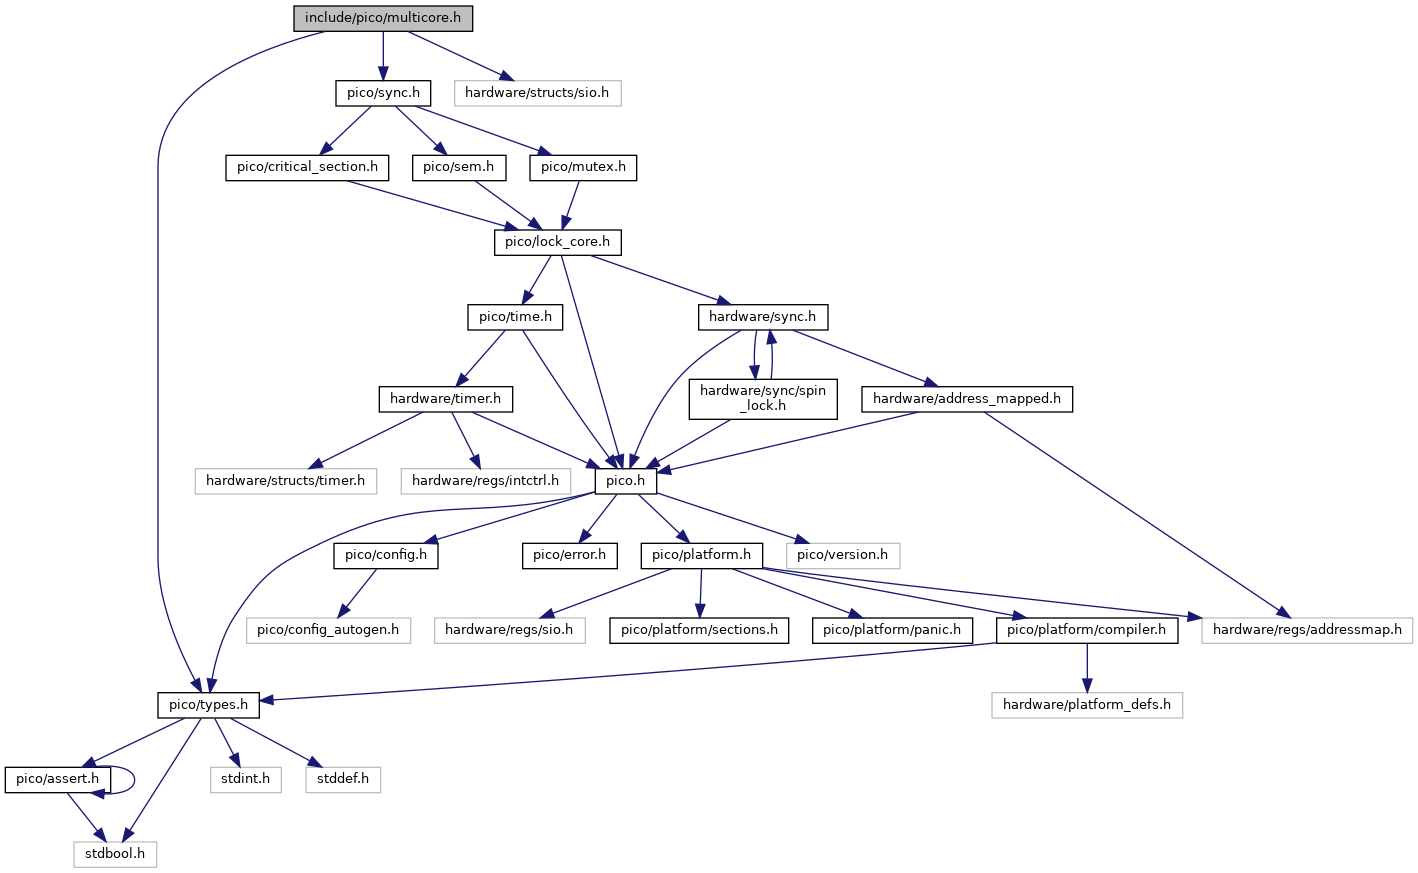 include/pico/multicore.h
pico/sync.h
hardware/structs/sio.h
pico/critical_section.h
pico/sem.h
pico/mutex.h
pico/lock_core.h
pico/time.h
hardware/sync.h
hardware/timer.h
hardware/sync/spin
_lock.h
hardware/address_mapped.h
hardware/structs/timer.h
hardware/regs/intctrl.h
pico.h
pico/config.h
pico/error.h
pico/platform.h
pico/version.h
pico/config_autogen.h
hardware/regs/sio.h
pico/platform/sections.h
pico/platform/panic.h
pico/platform/compiler.h
hardware/regs/addressmap.h
pico/types.h
hardware/platform_defs.h
pico/assert.h
stdint.h
stddef.h
stdbool.h